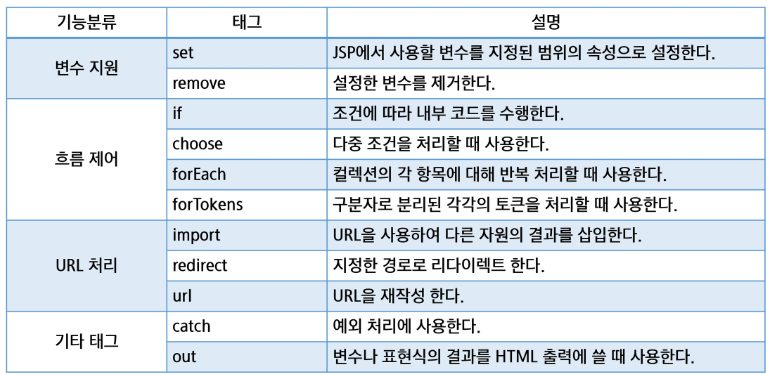 기능분류 태그 설명
변수 지원
set JSP에서 사용할 변수를 지정된 범위의 속성으로 설정한다.
remove 설정한 변수를 제거한다.
흐름 제어
if 조건에 따라 내부 코드를 수행한다.
choose 다중 조건을 처리할 때 사용한다.
forEach 컬렉션의 각 항목에 대해 반복 처리할 때 사용한다.
forTokens 구분자로 분리된 각각의 토큰을 처리할 때 사용한다.
URL 처리
import URL을 사용하여 다른 자원의 결과를 삽입한다.
redirect 지정한 경로로 리다이렉트 한다.
url URL을 재작성 한다.
기타 태그
catch 예외 처리에 사용한다.
out 변수나 표현식의 결과를 HTML 출력에 쓸 때 사용한다.